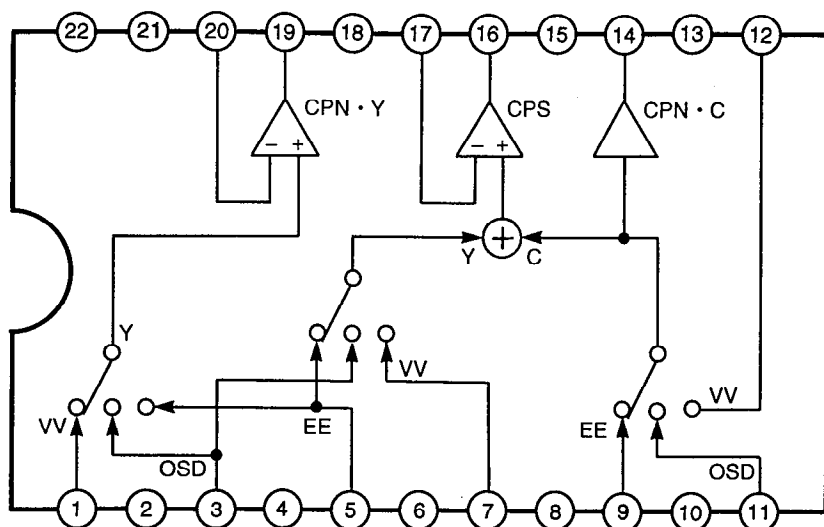 22 21 20 19 18 17 16 15 14 13 12
CPN・Y CPS CPN・C
− + − +
+
Y C
Y
VV
EE VV
VV EE
OSD OSD
1 2 3 4 5 6 7 8 9 10 11